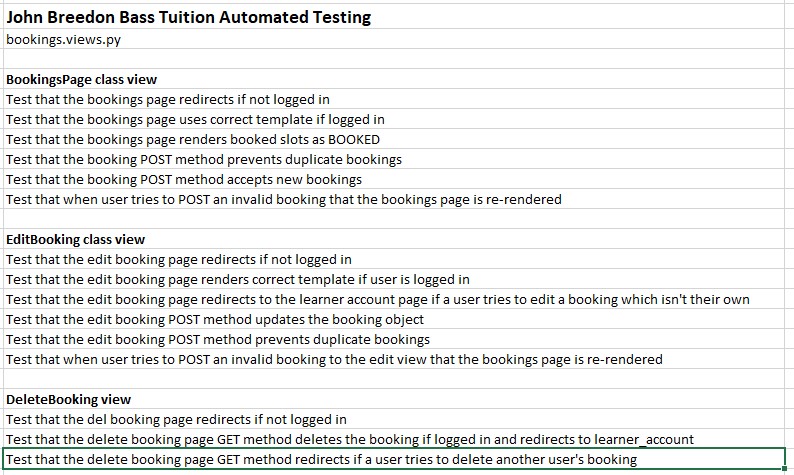 John Breedon Bass Tuition Automated Testing
bookings.views.py
BookingsPage class view
Test that the bookings page redirects if not logged in
Test that the bookings page uses correct template if logged in
Test that the bookings page renders booked slots as BOOKED
Test that the booking POST method prevents duplicate bookings
Test that the booking POST method accepts new bookings
Test that when user tries to POST an invalid booking that the bookings page is re-rendered
EditBooking class view
Test that the edit booking page redirects if not logged in
Test that the edit booking page renders correct template if user is logged in
Test that the edit booking page redirects to the learner account page if a user tries to edit a booking which isn't their own
Test that the edit booking POST method updates the booking object
Test that the edit booking POST method prevents duplicate bookings
Test that when user tries to POST an invalid booking to the edit view that the bookings page is re-rendered
DeleteBooking view
Test that the del booking page redirects if not logged in
Test that the delete booking page GET method deletes the booking if logged in and redirects to learner_account
Test that the delete booking page GET method redirects if a user tries to delete another user's booking